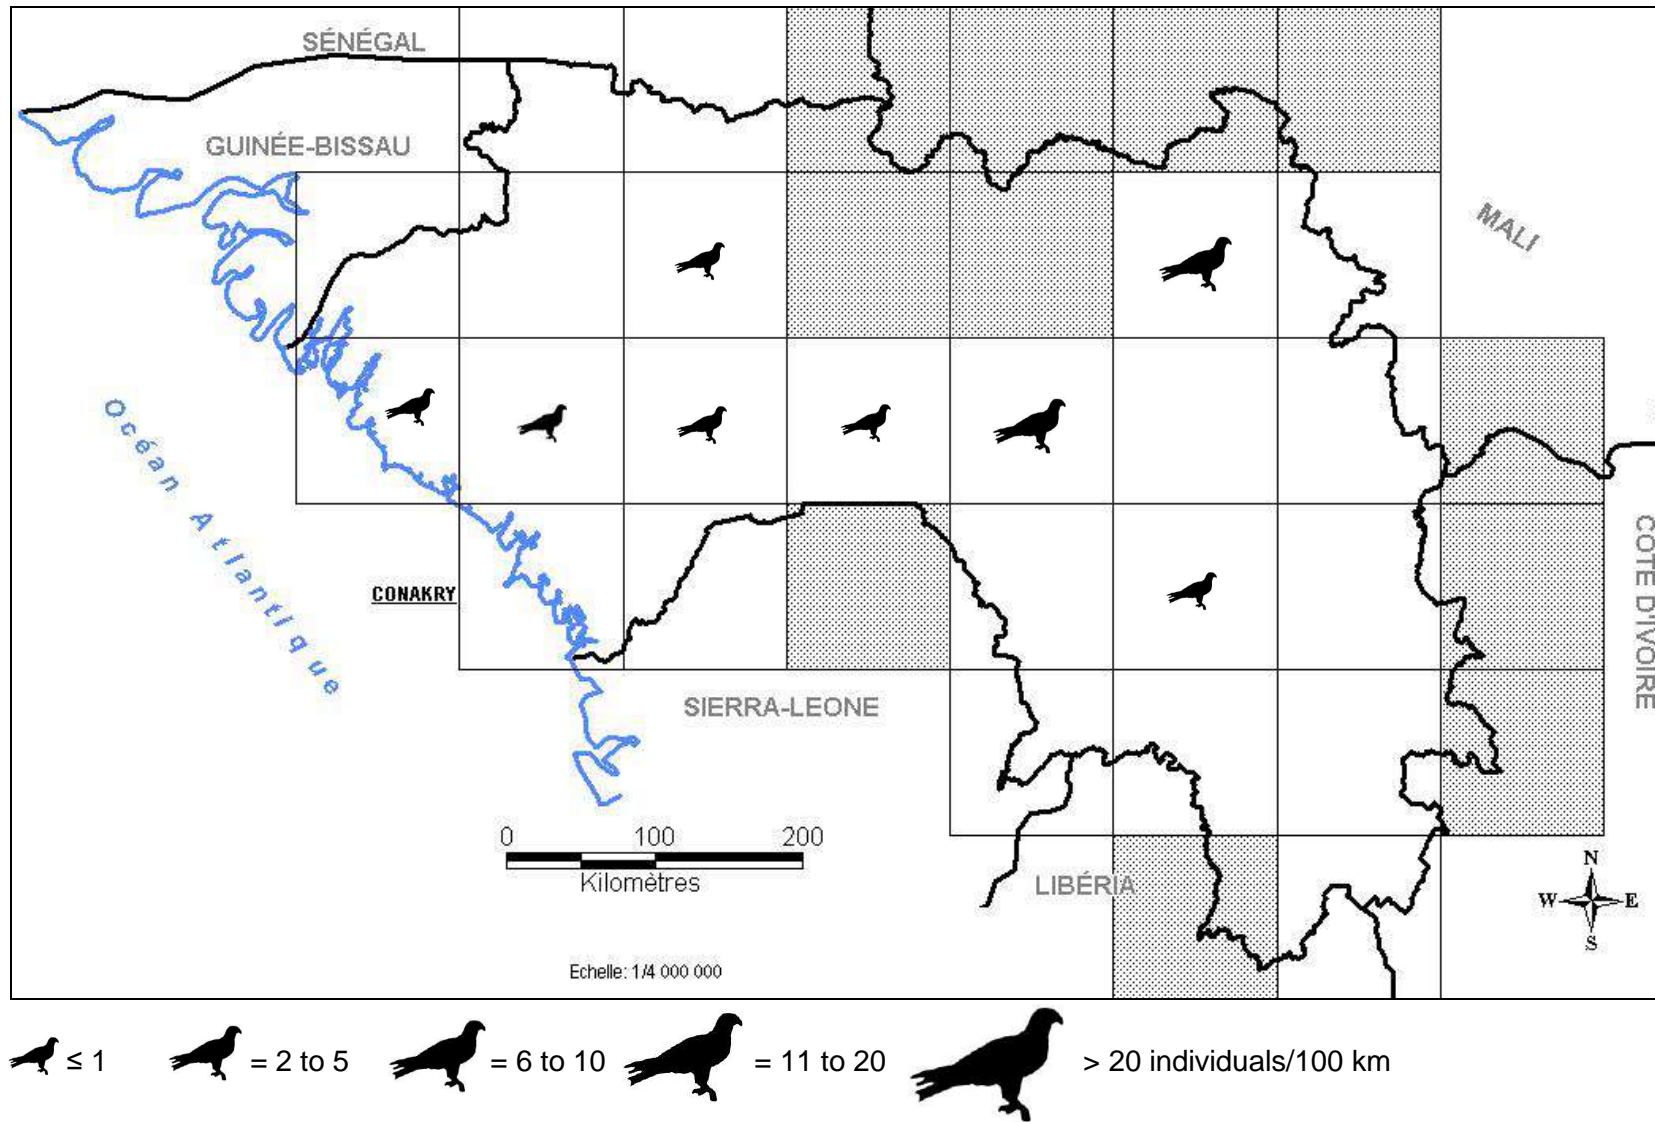 SÉNÉGAL
GUINÉE-BISSAU
MALI
Océan Atlantique
CONAKRY
COTE D'IVOIRE
SIERRA-LEONE
0 100 200
Kilomètres
LIBÉRIA
N
W E
S
Echelle: 1/4 000 000
≤ 1 = 2 to 5 = 6 to 10 = 11 to 20 > 20 individuals/100 km